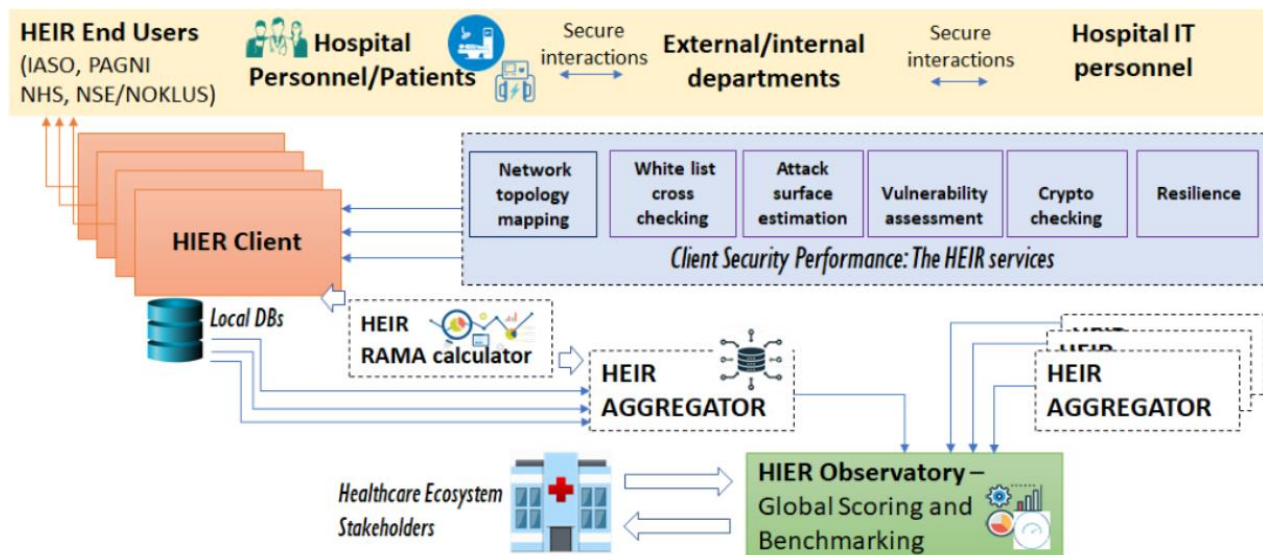 HEIR End Users
(IASO, PAGNI
NHS, NSE/NOKLUS)
Hospital
Personnel/Patients
Secure
interactions
External/internal
departments
Secure
interactions
Hospital IT
personnel
HIER Client
Network
topology
mapping
White list
cross
checking
Attack
surface
estimation
Vulnerability
assessment
Crypto
checking
Resilience
Client Security Performance: The HEIR services
Local DBs
HEIR
RAMA calculator
HEIR
AGGREGATOR
HEIR
HEIR
HEIR
AGGREGATOR
Healthcare Ecosystem
Stakeholders
HIER Observatory –
Global Scoring and
Benchmarking